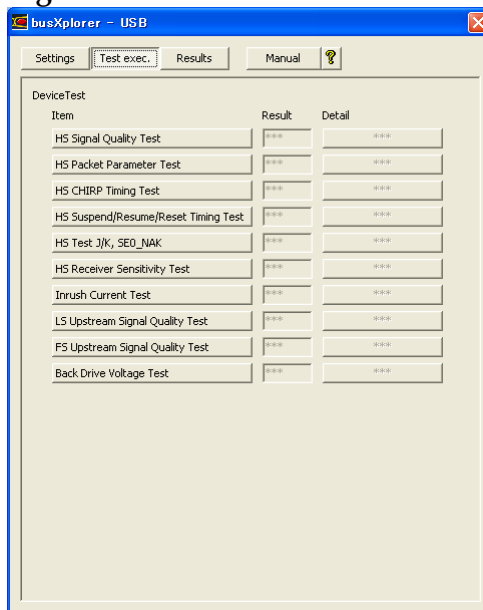 busXplorer - USB
Settings Test exec. Results Manual ?
DeviceTest
Item Result Detail
HS Signal Quality Test *** ***
HS Packet Parameter Test *** ***
HS CHIRP Timing Test *** ***
HS Suspend/Resume/Reset Timing Test *** ***
HS Test J/K, SE0_NAK *** ***
HS Receiver Sensitivity Test *** ***
Inrush Current Test *** ***
LS Upstream Signal Quality Test *** ***
FS Upstream Signal Quality Test *** ***
Back Drive Voltage Test *** ***